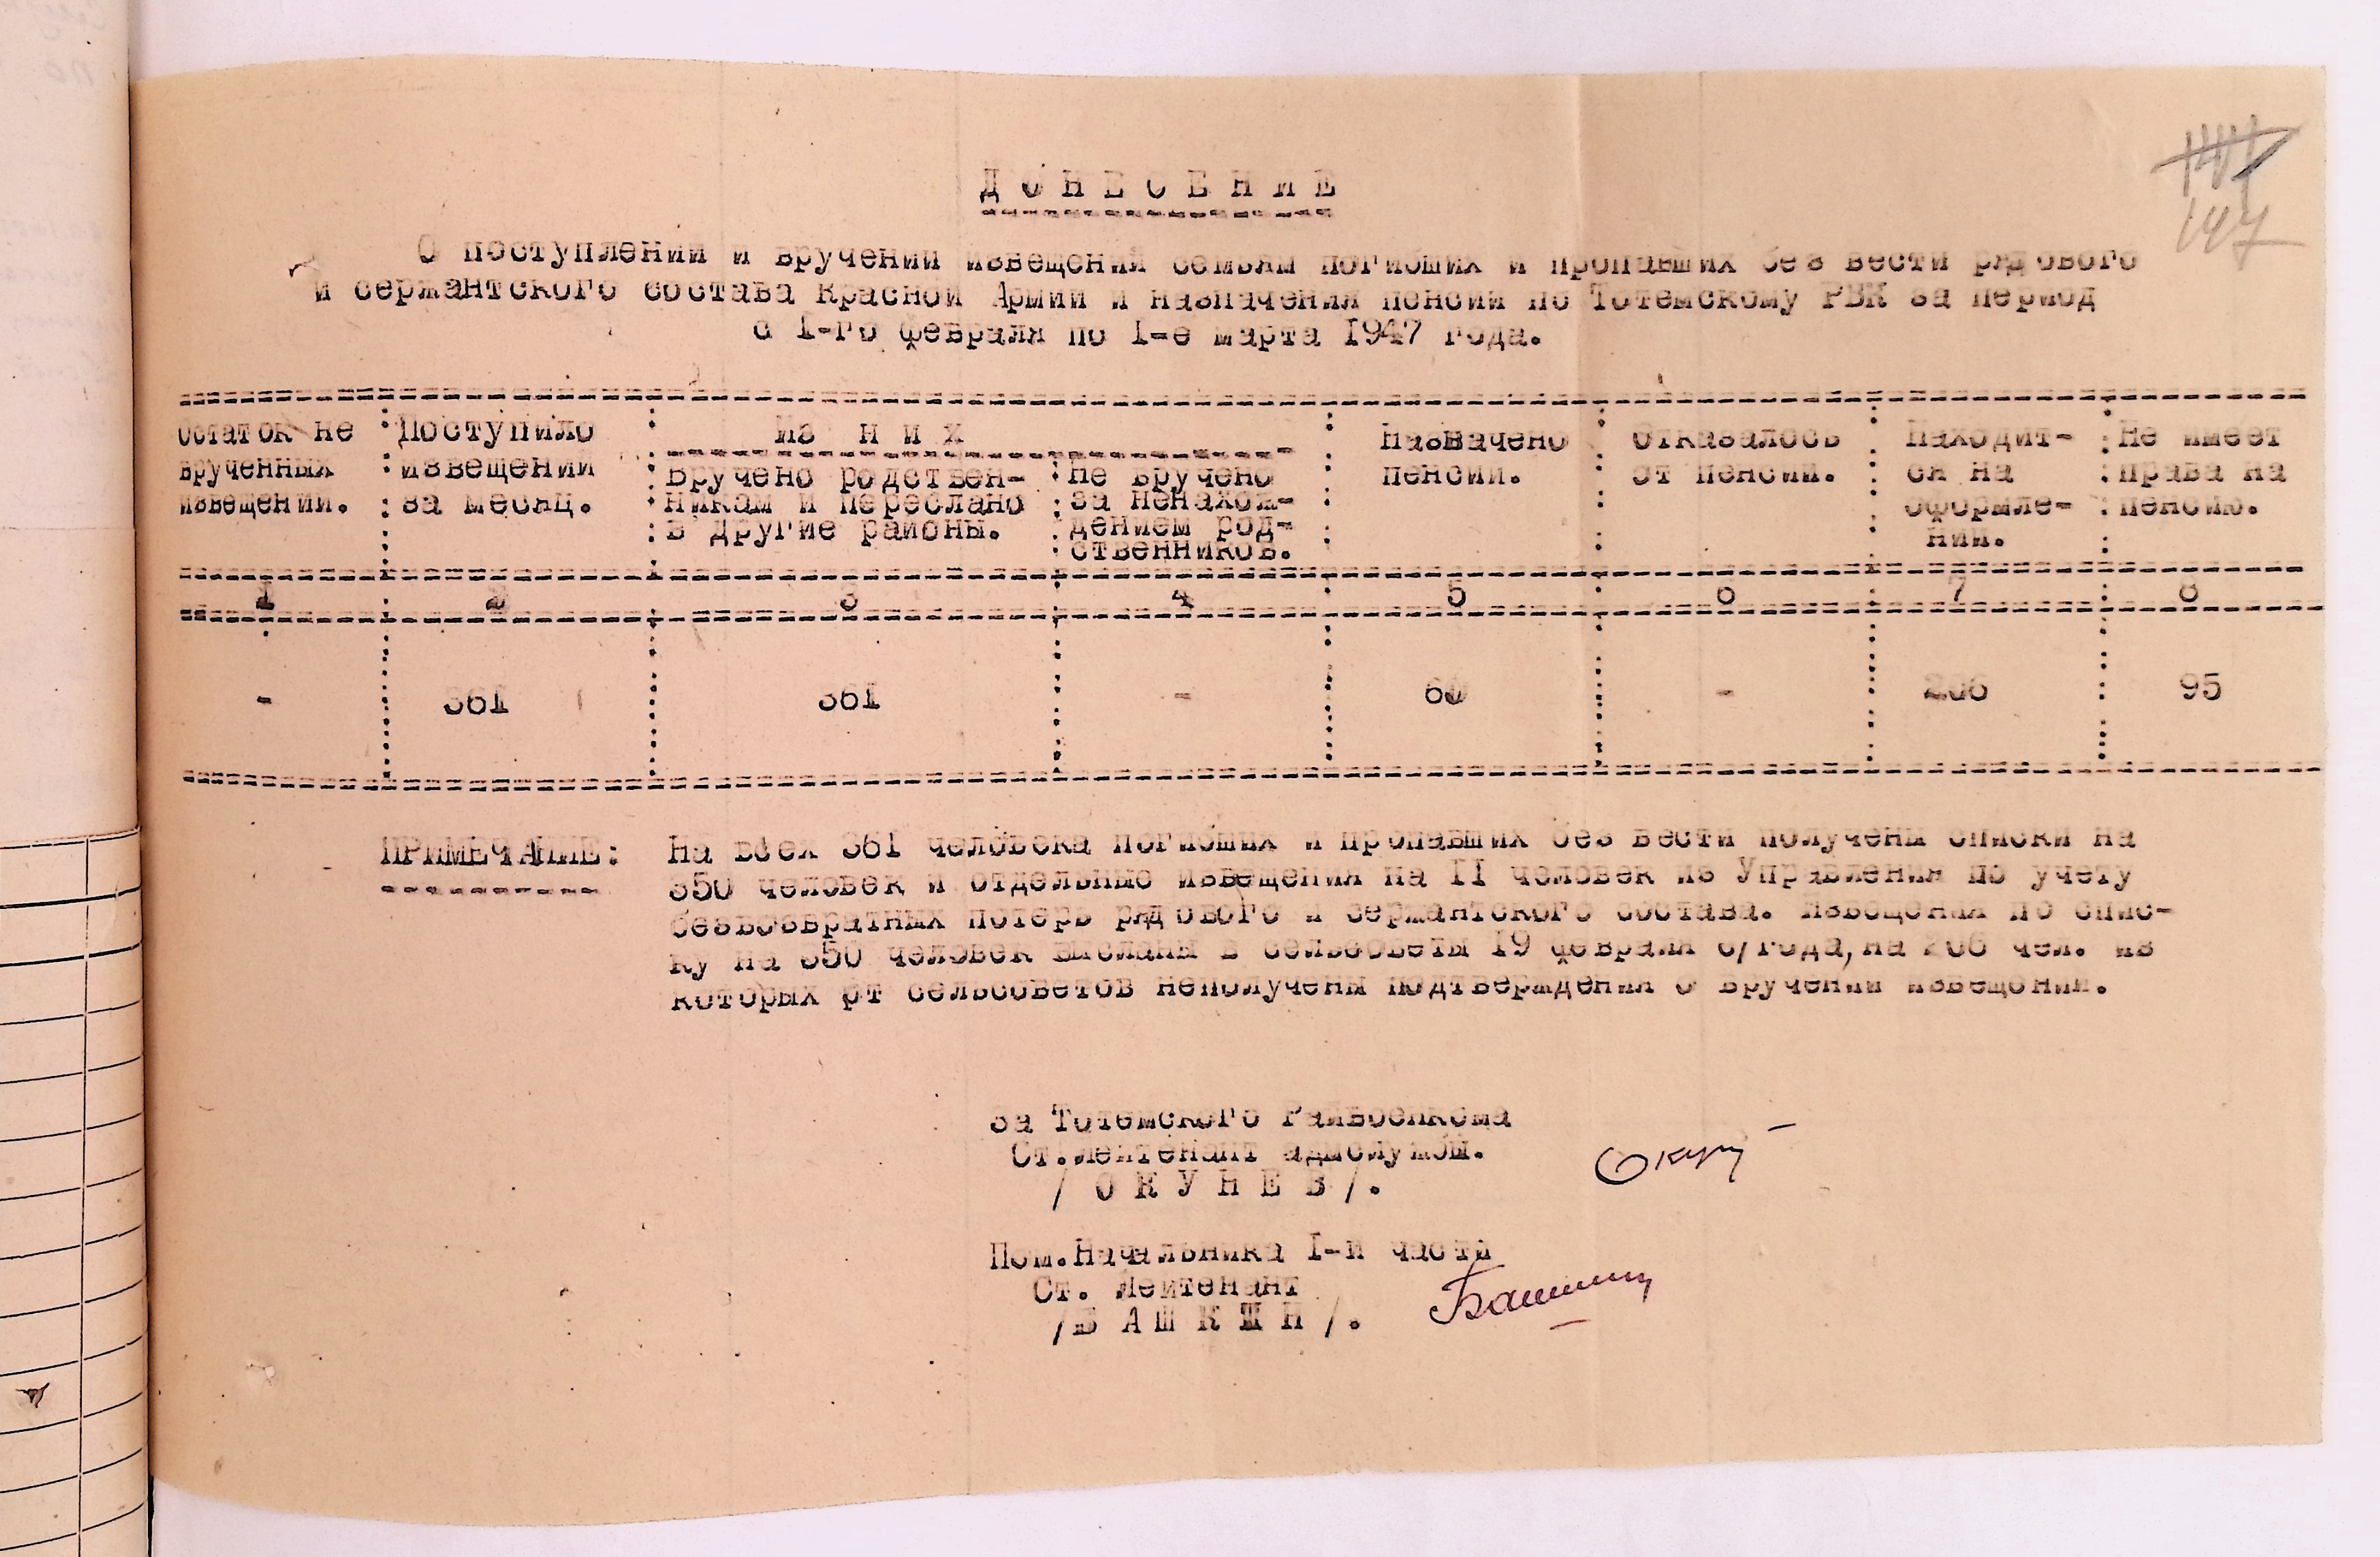 147
ДОНЕСЕНИЕ
О поступлении и вручении извещений семьям погибших и пропавших без вести рядового
и сержантского состава Красной Армии и назначения пенсий по Тотемскому РВК за период
с 1-го февраля по 1-е марта 1947 года.
Остаток не врученных извещений. : Поступило извещений за месяц. : Из них : Назначено пенсии. : Отказалось от пенсии. : Находит-ся на оформле-нии. : Не имеет права на пенсию.
Вручено родствен-никам и переслано в другие районы. : Не вручено за ненахож-дением род-ственников.
1 2 3 4 5 6 7 8
- 361 361 - 60 - 206 95
ПРИМЕЧАНИЕ: На всех 361 человека погибших и пропавших без вести получены списки на
350 человек и отдельные извещения на II человек из Управления по учету
безвозвратных потерь рядового и сержантского состава. Извещения по спис-
ку на 350 человек высланы в сельсоветы 19 февраля с/года, на 206 чел. из
которых от сельсоветов неполучены подтверждения о вручении извещений.
За Тотемского Райвоенкома
Ст.лейтенант адмслужбы.
/ О К У Н Е В /.
Пом.Начальника I-й части
Ст. лейтенант
/Б А Ш К И Н /.